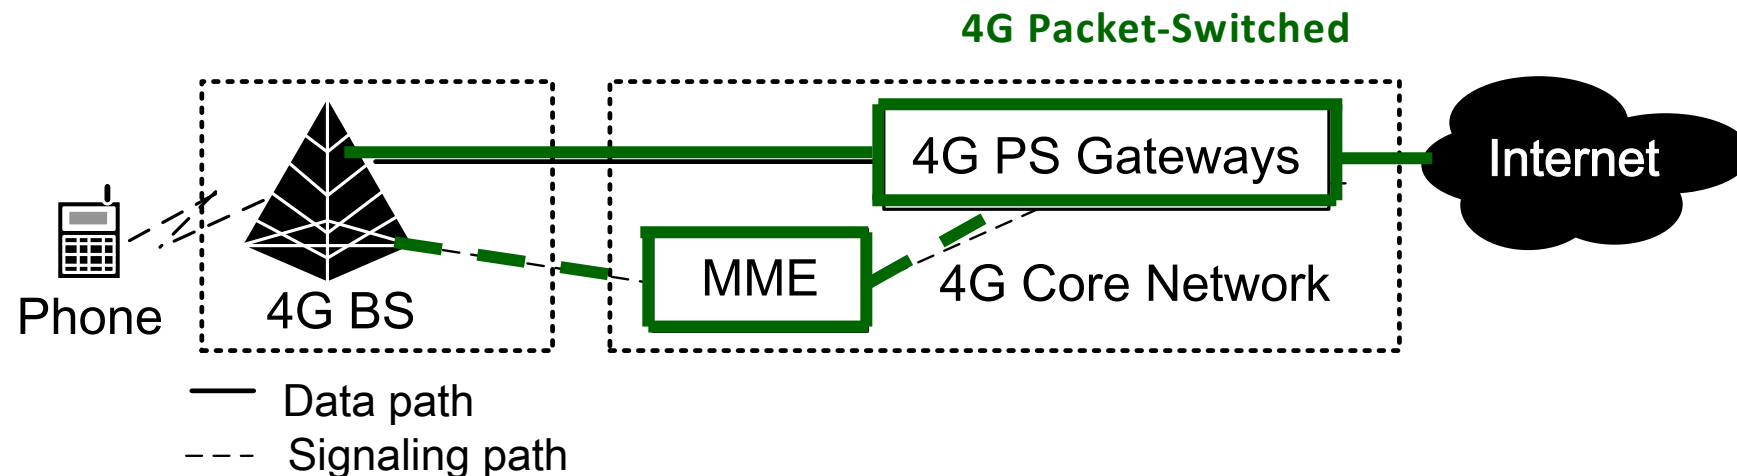 4G Packet-Switched
4G PS Gateways
Internet
MME
4G Core Network
Phone
4G BS
Data path
Signaling path